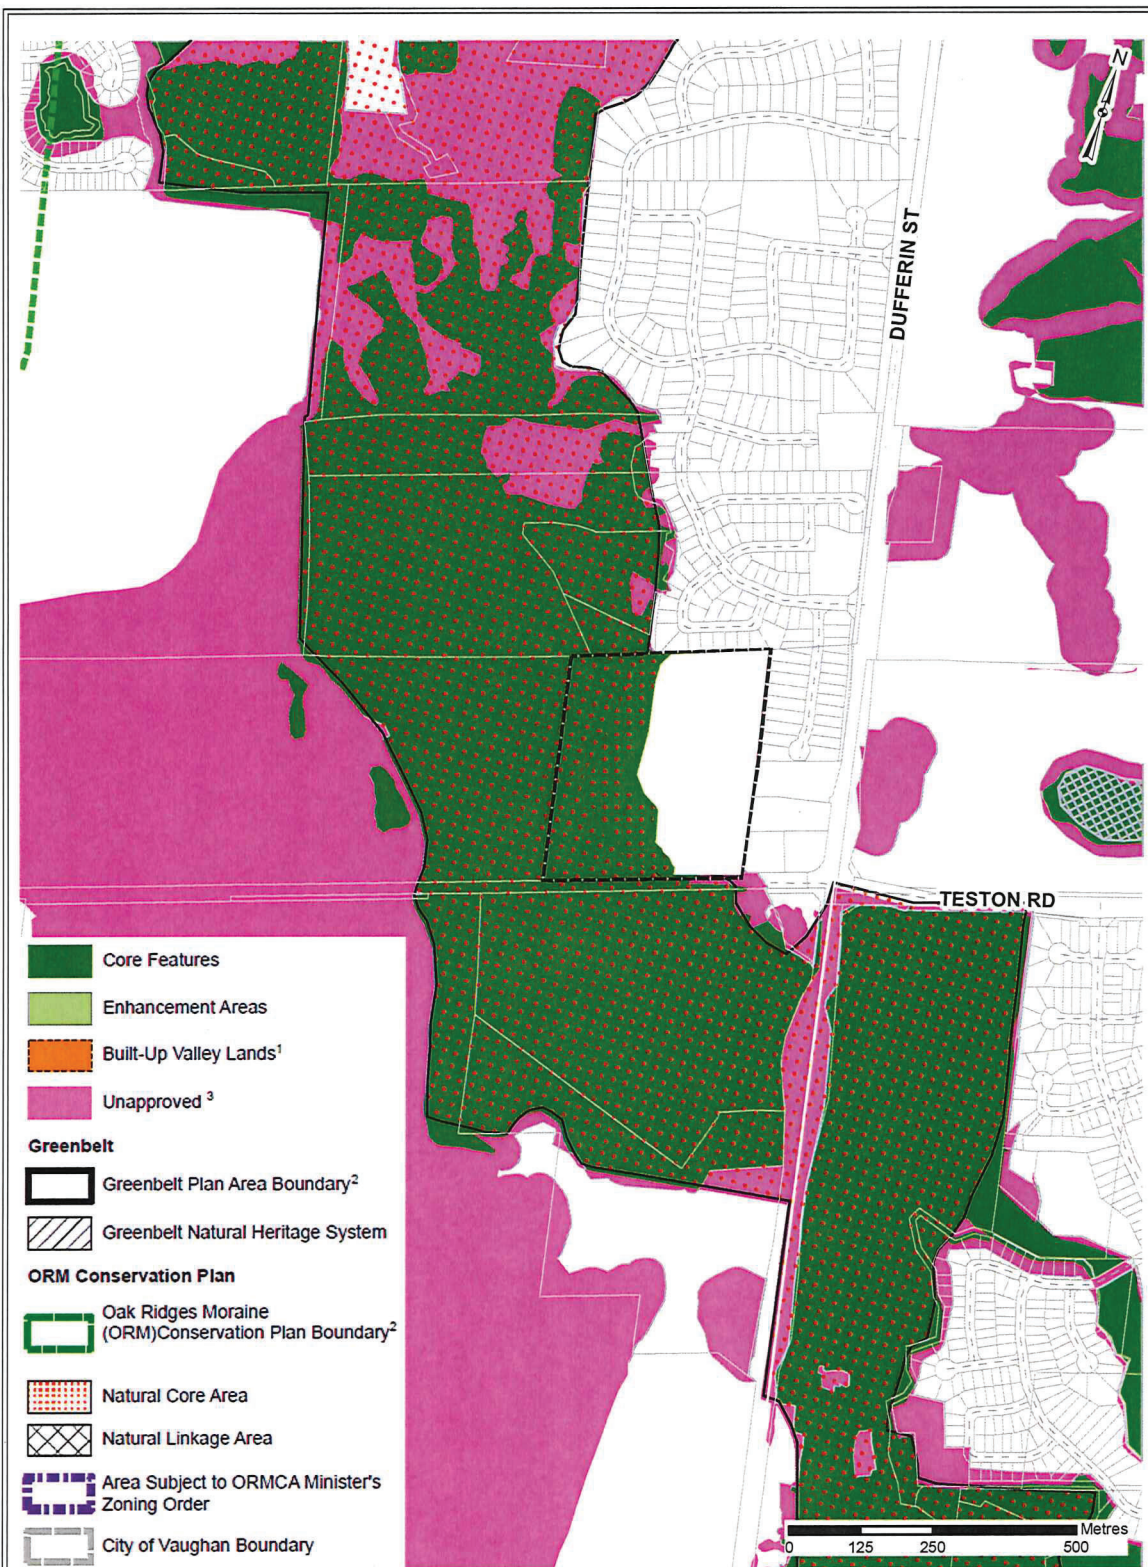 N
DUFFERIN ST
TESTON RD
Core Features
Enhancement Areas
Built-Up Valley Lands¹
Unapproved ³
Greenbelt
Greenbelt Plan Area Boundary²
Greenbelt Natural Heritage System
ORM Conservation Plan
Oak Ridges Moraine
(ORM)Conservation Plan Boundary²
Natural Core Area
Natural Linkage Area
Area Subject to ORMCA Minister's
Zoning Order
City of Vaughan Boundary
Metres
0 125 250 500